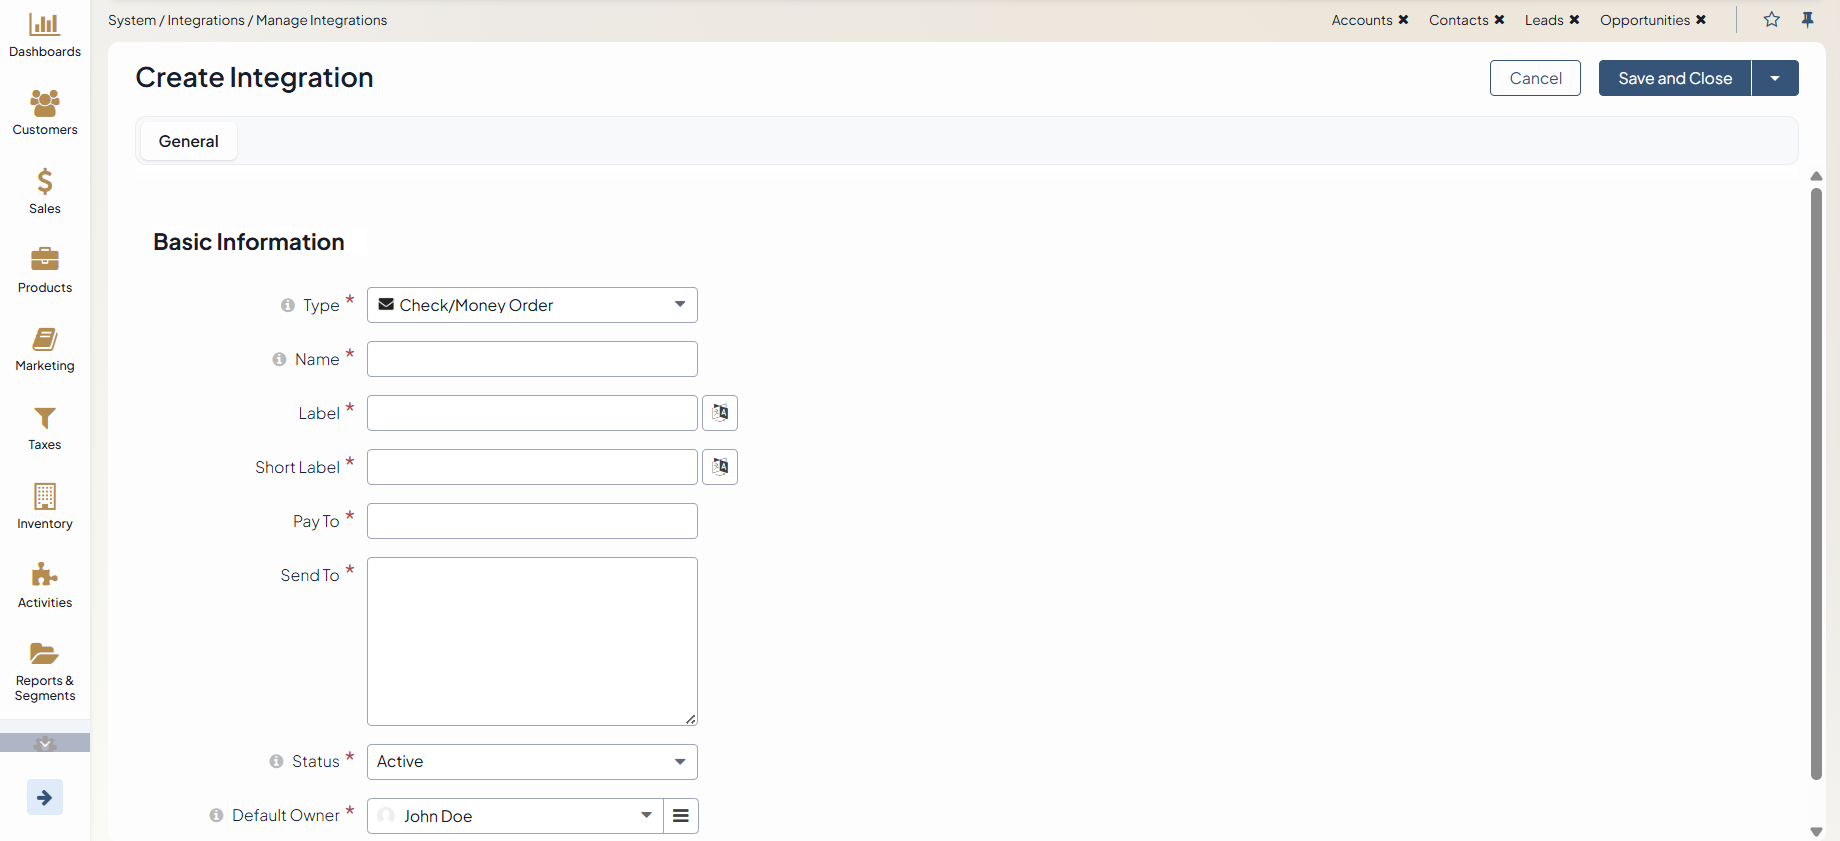 System / Integrations / Manage Integrations
Accounts ✖ Contacts ✖ Leads ✖ Opportunities ✖
Dashboards
Customers
Sales
Products
Marketing
Taxes
Inventory
Activities
Reports &
Segments
Create Integration
Cancel
Save and Close
General
Basic Information
Type *
Check/Money Order
Name *
Label *
Short Label *
Pay To *
Send To *
Status *
Active
Default Owner *
John Doe